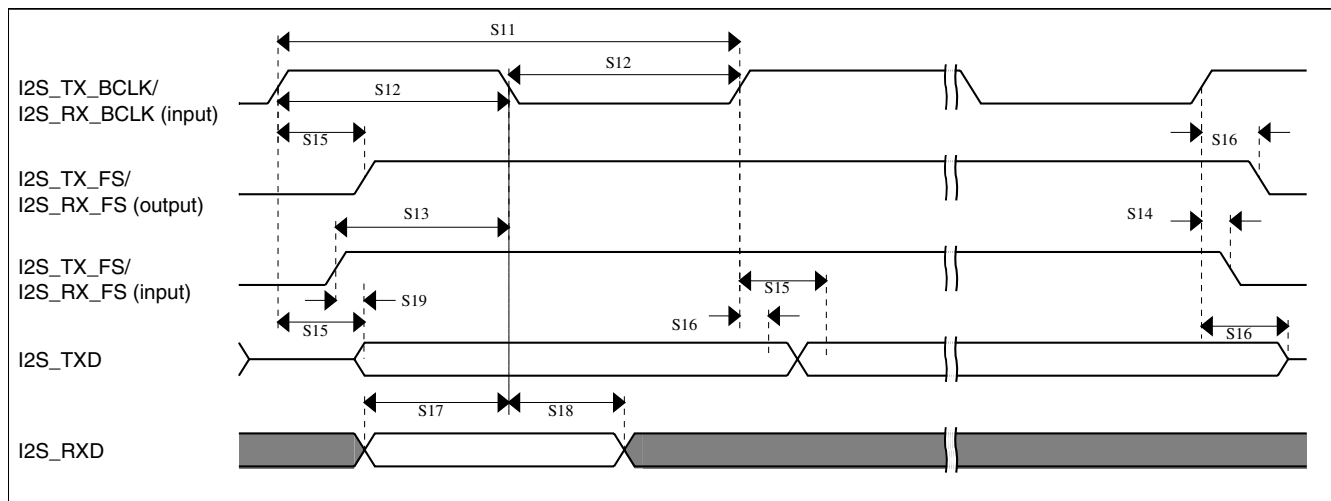 S11
S12
I2S_TX_BCLK/
I2S_RX_BCLK (input)
S12
S15
S16
I2S_TX_FS/
I2S_RX_FS (output)
S13
S14
I2S_TX_FS/
I2S_RX_FS (input)
S15
S19
S15
S16
S16
I2S_TXD
S17
S18
I2S_RXD